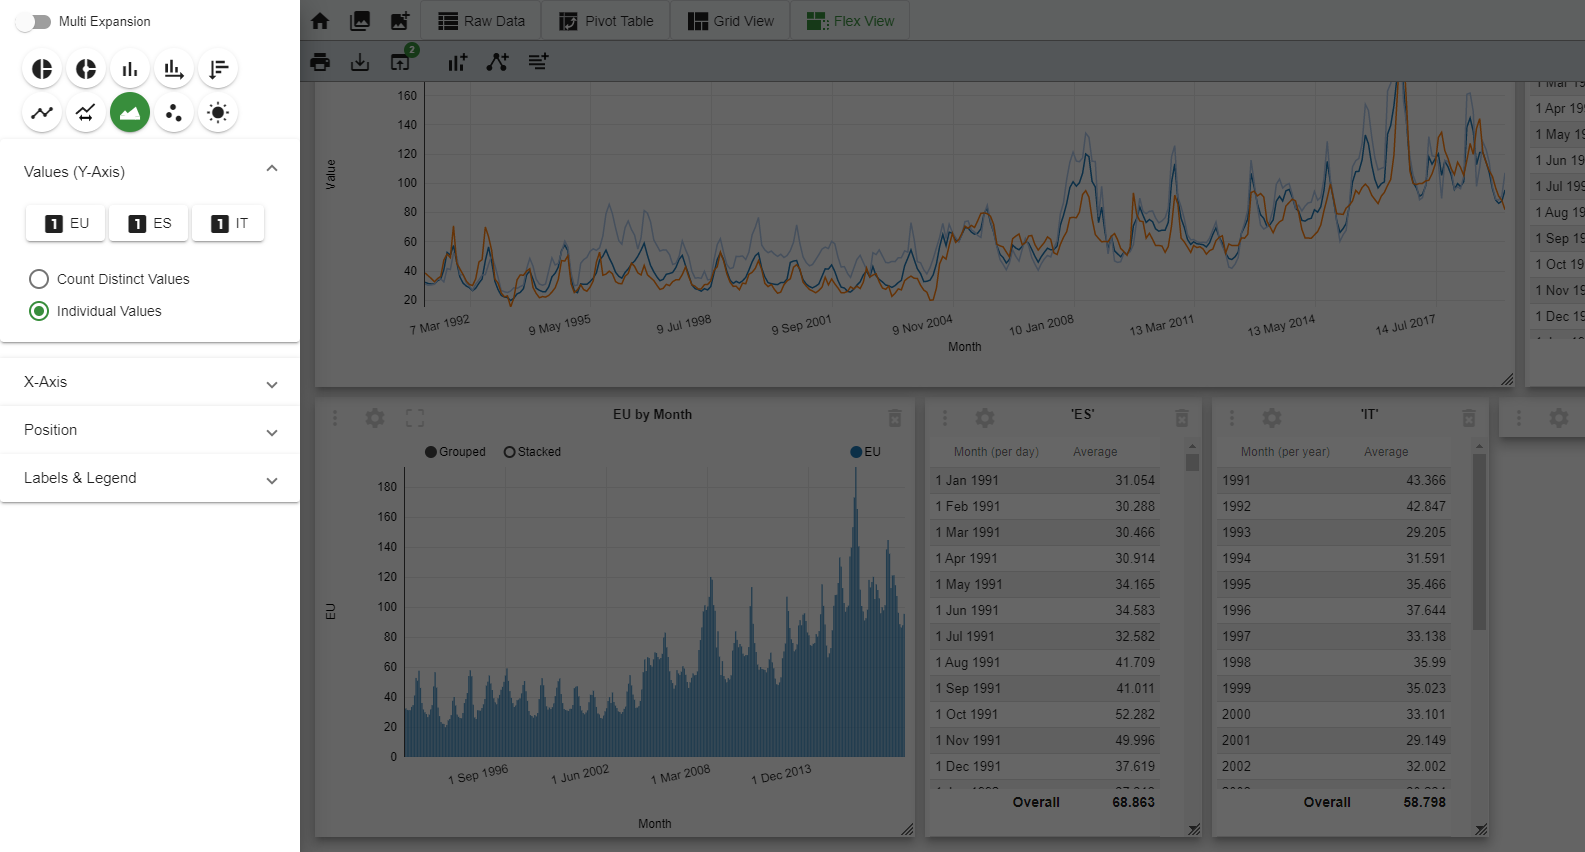 Multi Expansion
Values (Y-Axis)
1 EU
1 ES
1 IT
Count Distinct Values
Individual Values
X-Axis
Position
Labels & Legend
Raw Data
Pivot Table
Grid View
Flex View
2
160
140
120
100
80
60
40
20
Value
7 Mar 1992
9 May 1995
9 Jul 1998
9 Sep 2001
9 Nov 2004
10 Jan 2008
13 Mar 2011
13 May 2014
14 Jul 2017
Month
1 Apr 19
1 May 19
1 Jun 19
1 Jul 19
1 Aug 19
1 Sep 19
1 Oct 19
1 Nov 19
1 Dec 19
EU by Month
Grouped
Stacked
EU
180
160
140
120
100
80
60
40
20
0
EU
1 Sep 1996
1 Jun 2002
1 Mar 2008
1 Dec 2013
Month
'ES'
Month (per day) Average
1 Jan 1991 31.054
1 Feb 1991 30.288
1 Mar 1991 30.466
1 Apr 1991 30.914
1 May 1991 34.165
1 Jun 1991 34.583
1 Jul 1991 32.582
1 Aug 1991 41.709
1 Sep 1991 41.011
1 Oct 1991 52.282
1 Nov 1991 49.996
1 Dec 1991 37.619
Overall 68.863
'IT'
Month (per year) Average
1991 43.366
1992 42.847
1993 29.205
1994 31.591
1995 35.466
1996 37.644
1997 33.138
1998 35.99
1999 35.023
2000 33.101
2001 29.149
2002 32.002
Overall 58.798